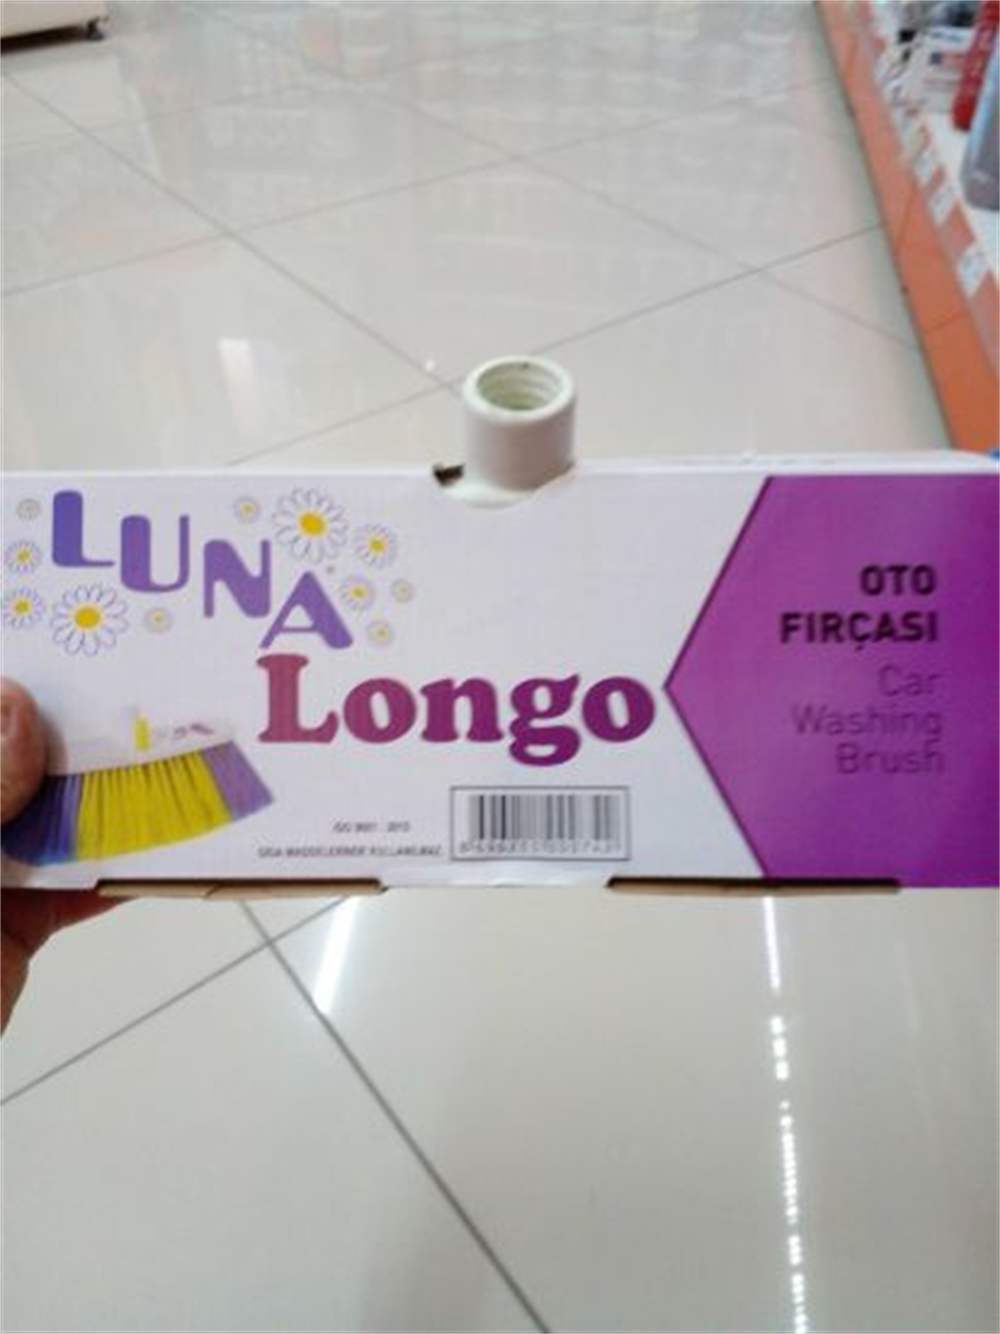 LUNA
Longo
OTO
FIRÇASI
Car
Washing
Brush